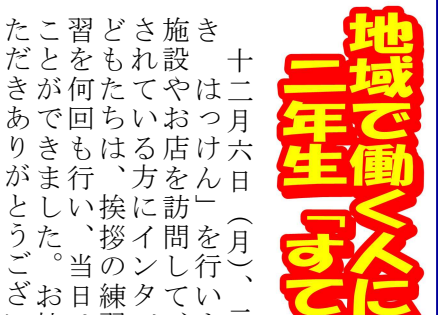 地域で働く人に
二年生『すて
十二月六日（月）、
き はっけん」を行い
施設やお店を訪問して
されている方にインタ
どもたちは、挨拶の練
習を何回も行い、当日
ことができました。お
ただきありがとうござ